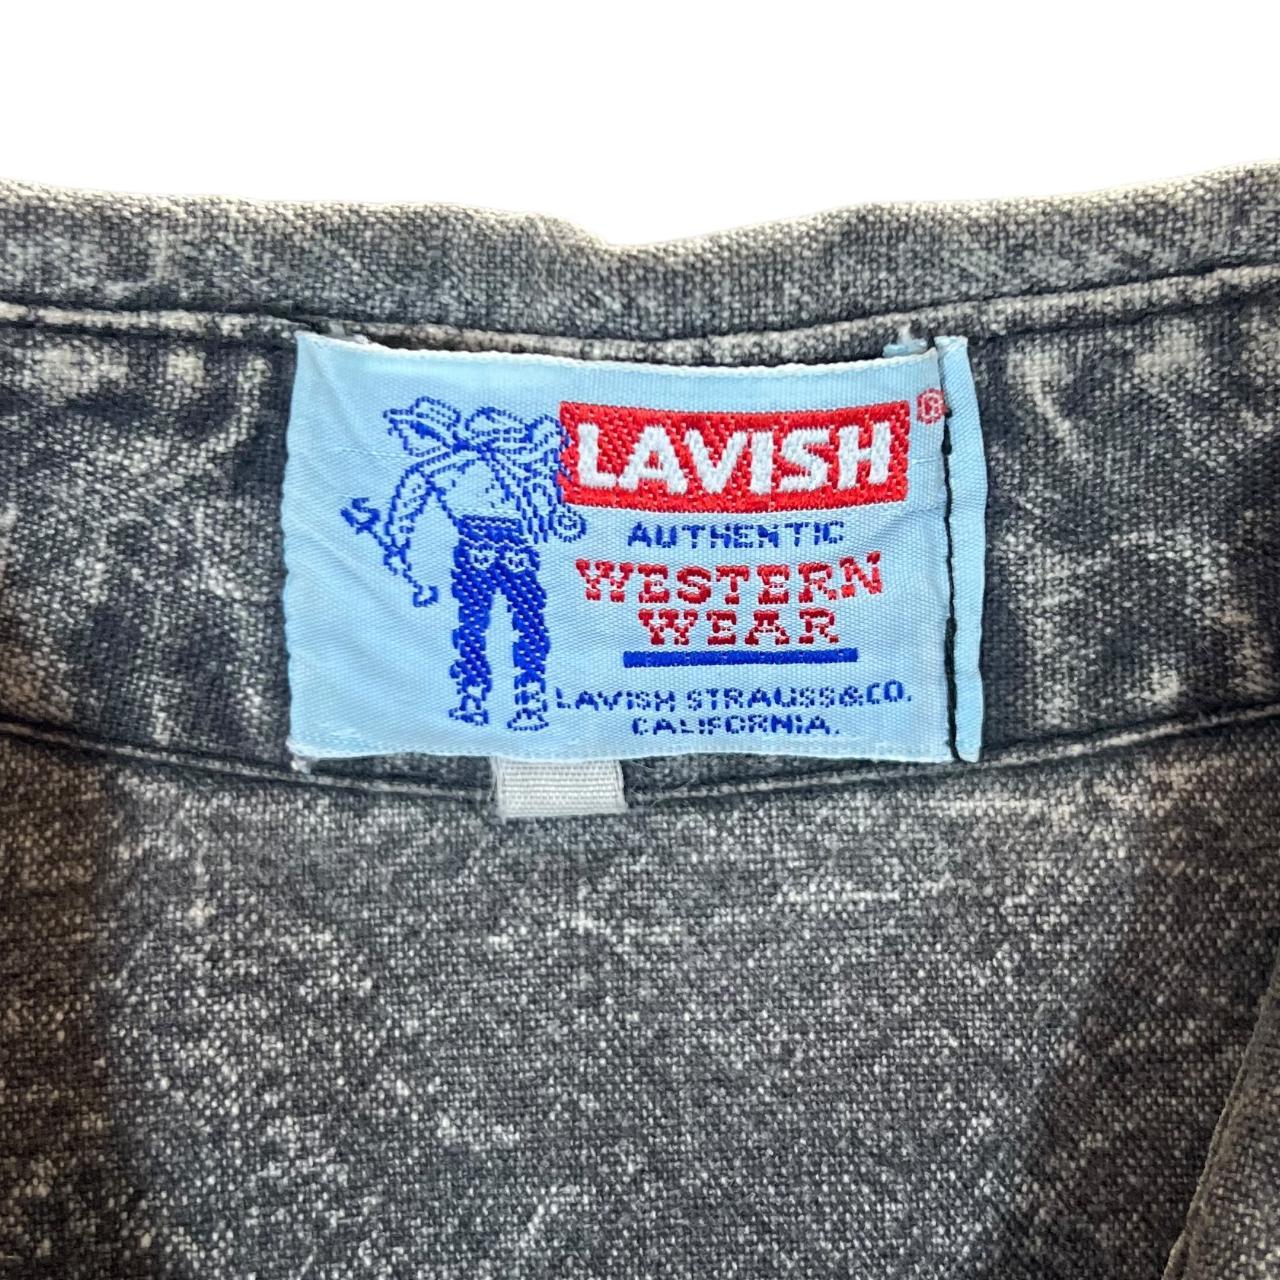 LAVISH ®
AUTHENTIC
WESTERN
WEAR
LAVISH STRAUSS&CO.
CALIFORNIA.